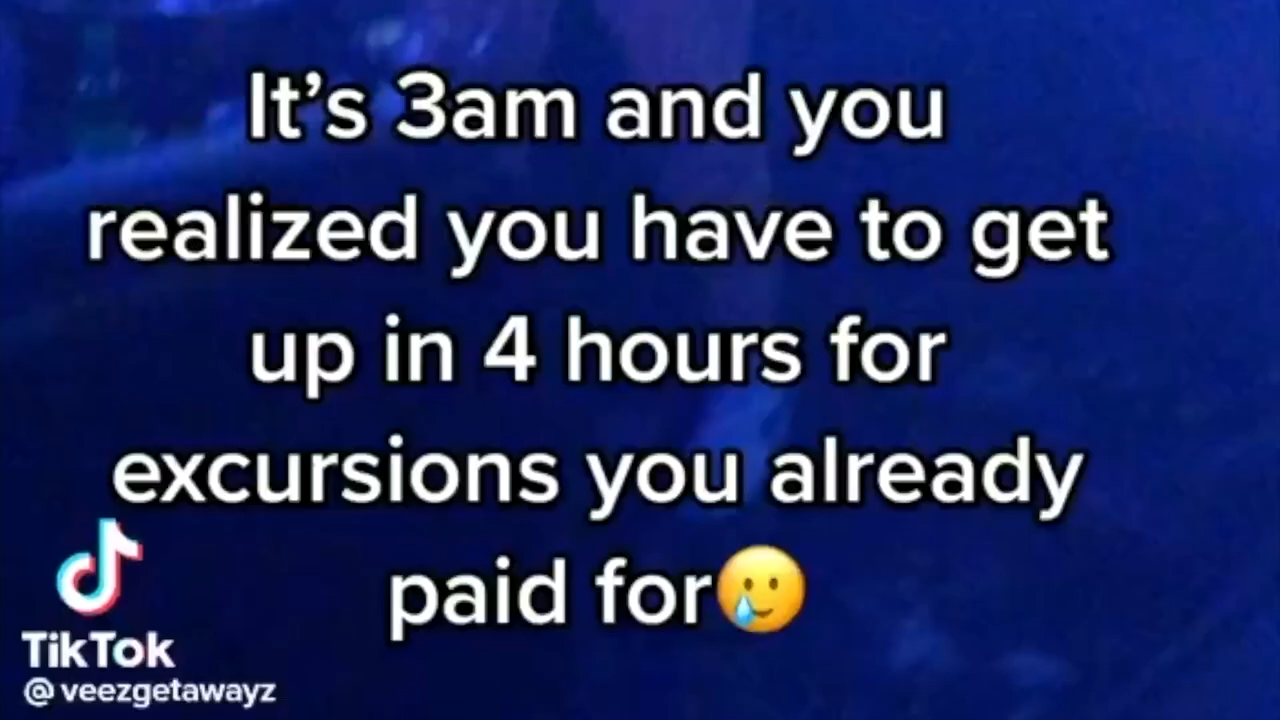 It’s 3am and you
realized you have to get
up in 4 hours for
excursions you already
paid for🥲
TikTok
@veezgetawayz